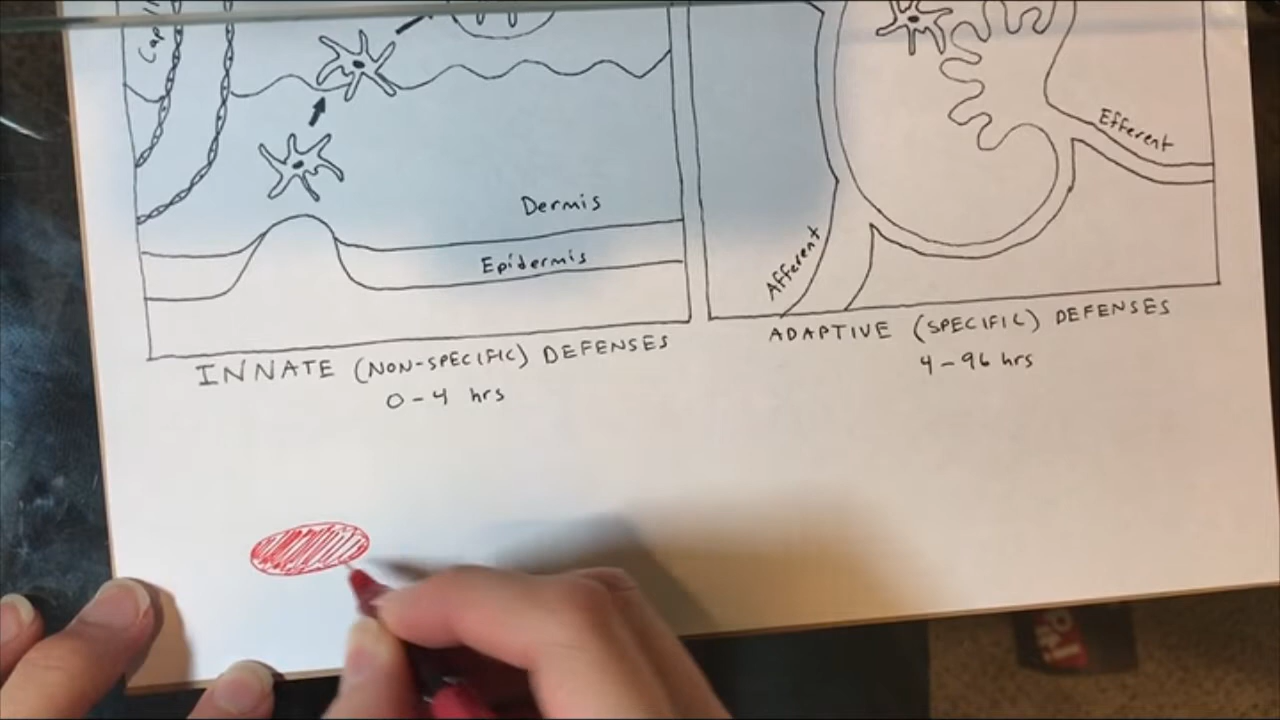 Efferent
Dermis
Epidermis
Afferent
INNATE (NON-SPECIFIC) DEFENSES
0-4 hrs
ADAPTIVE (SPECIFIC) DEFENSES
4-96 hrs